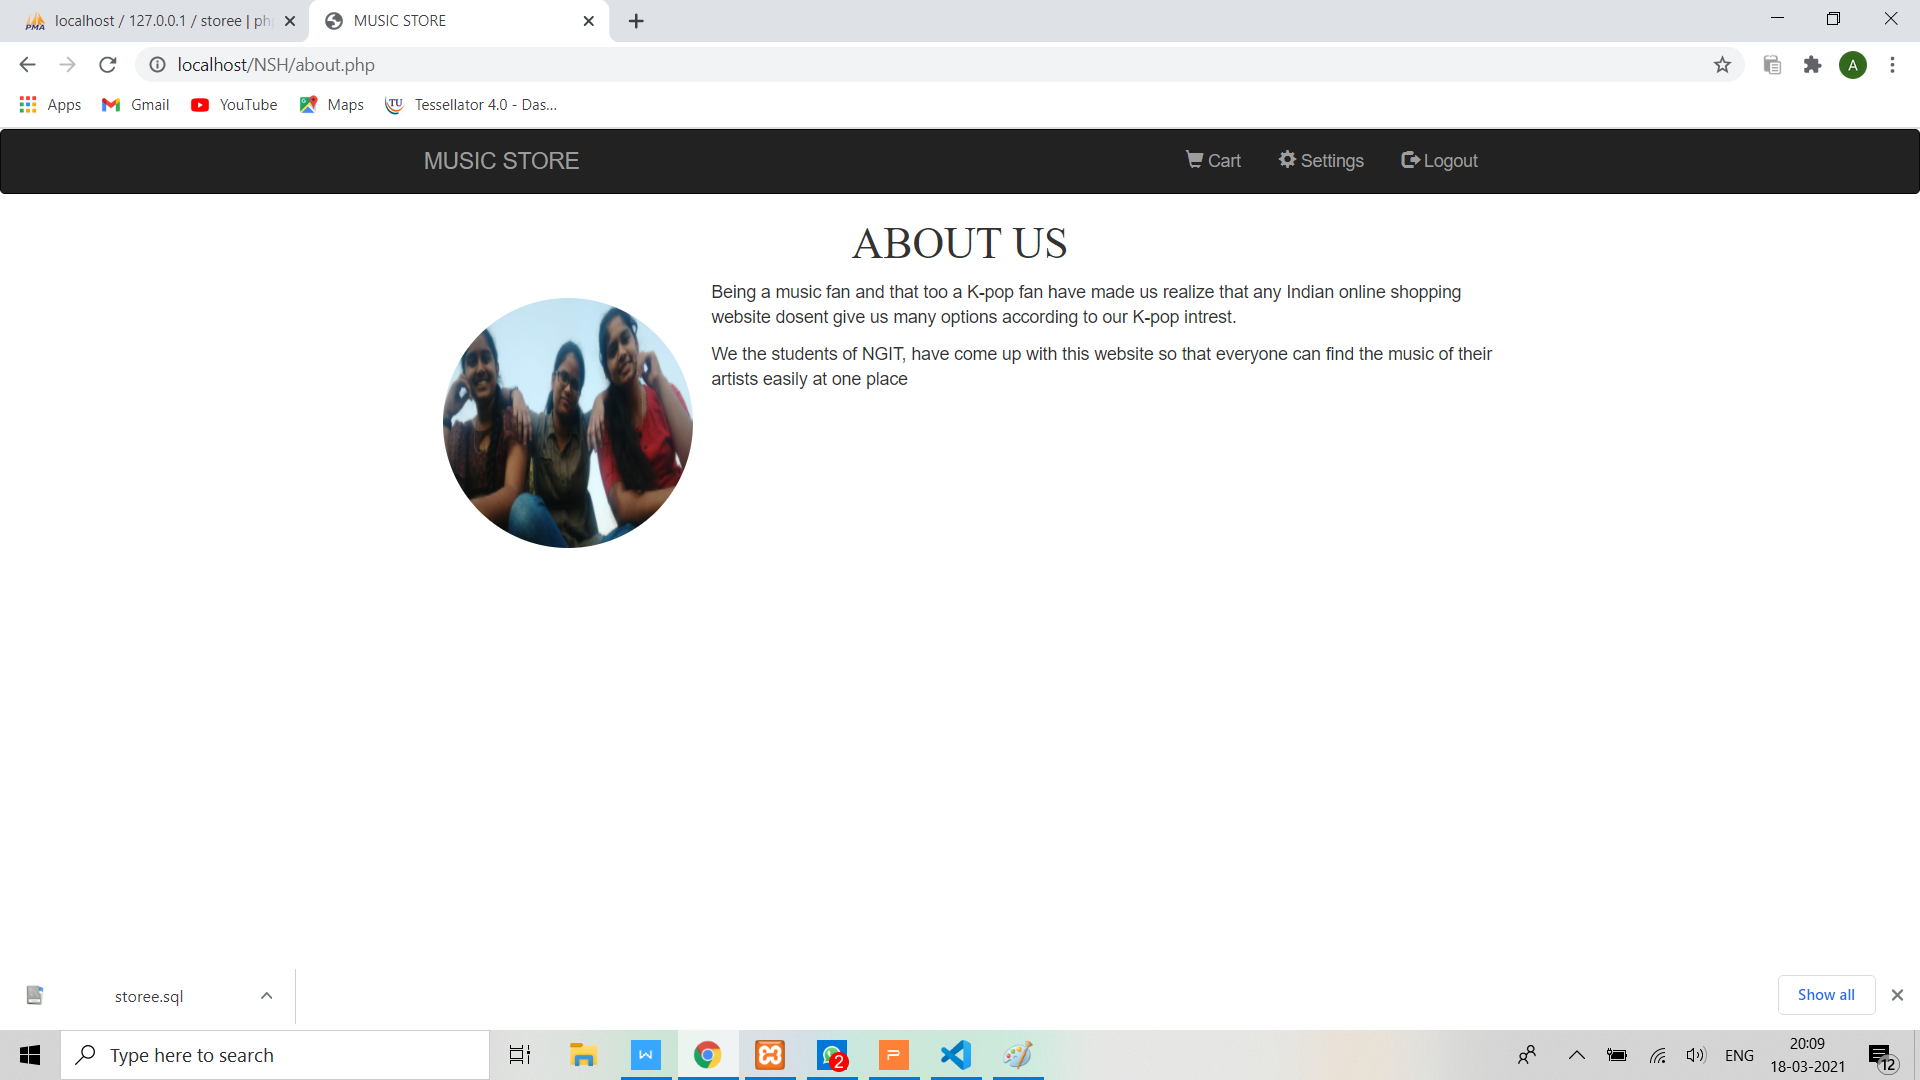 localhost / 127.0.0.1 / storee | ph
MUSIC STORE
localhost/NSH/about.php
A
Apps
Gmail
YouTube
Maps
TU
Tessellator 4.0 - Das...
MUSIC STORE
Cart
Settings
Logout
ABOUT US
Being a music fan and that too a K-pop fan have made us realize that any Indian online shopping
website dosent give us many options according to our K-pop intrest.
We the students of NGIT, have come up with this website so that everyone can find the music of their
artists easily at one place
storee.sql
Show all
Type here to search
2
ENG
20:09
18-03-2021
12